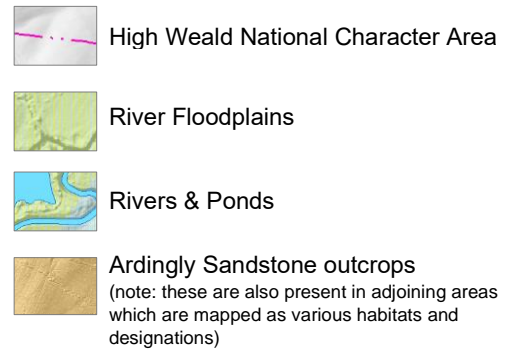 High Weald National Character Area
River Floodplains
Rivers & Ponds
Ardingly Sandstone outcrops
(note: these are also present in adjoining areas
which are mapped as various habitats and
designations)